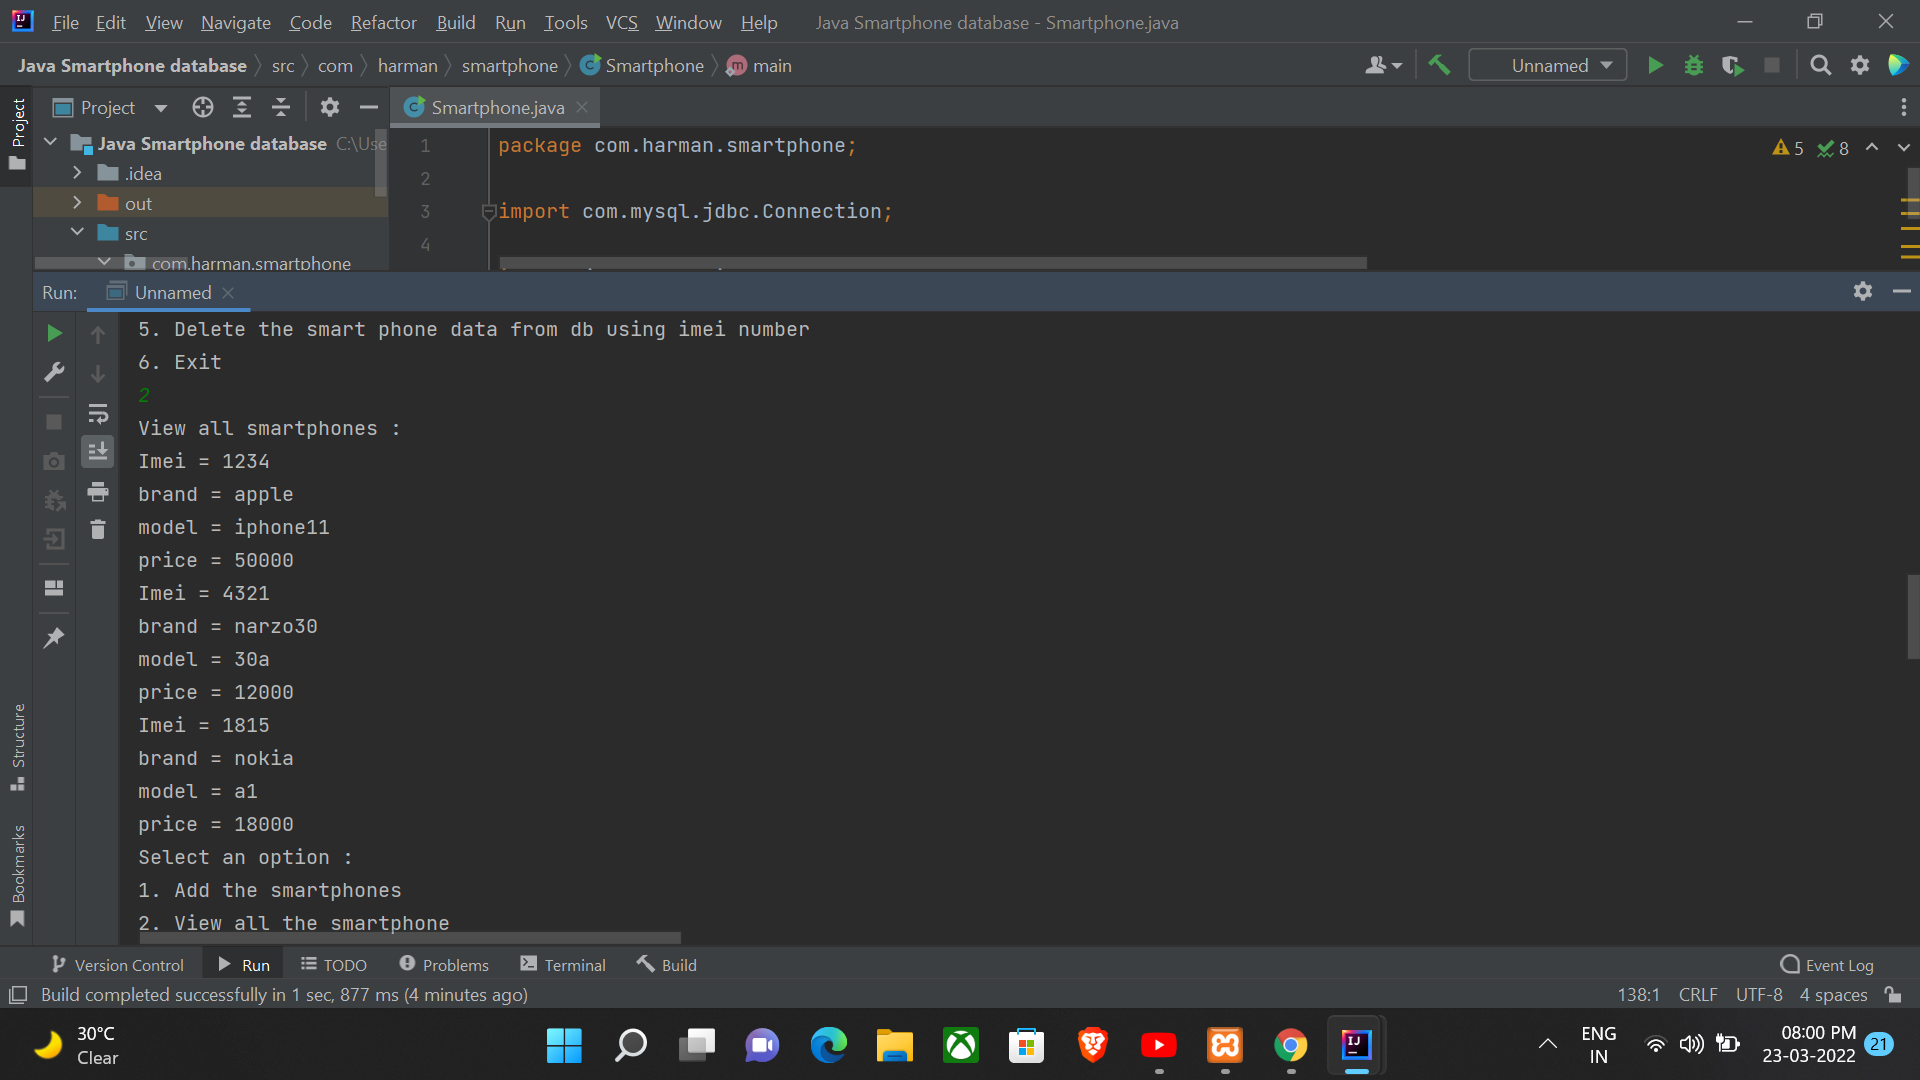 File Edit View Navigate Code Refactor Build Run Tools VCS Window Help Java Smartphone database - Smartphone.java
Java Smartphone database src com harman smartphone Smartphone main Unnamed
Project Smartphone.java
Project
Java Smartphone database C:\Use
.idea
out
src
com.harman.smartphone
1 package com.harman.smartphone;
2
3 import com.mysql.jdbc.Connection;
4
5 8
Run: Unnamed
5. Delete the smart phone data from db using imei number
6. Exit
2
View all smartphones :
Imei = 1234
brand = apple
model = iphone11
price = 50000
Imei = 4321
brand = narzo30
model = 30a
price = 12000
Imei = 1815
brand = nokia
model = a1
price = 18000
Select an option :
1. Add the smartphones
2. View all the smartphone
Structure
Bookmarks
Version Control Run TODO Problems Terminal Build Event Log
Build completed successfully in 1 sec, 877 ms (4 minutes ago) 138:1 CRLF UTF-8 4 spaces
30°C
Clear
ENG
IN
08:00 PM
23-03-2022
21